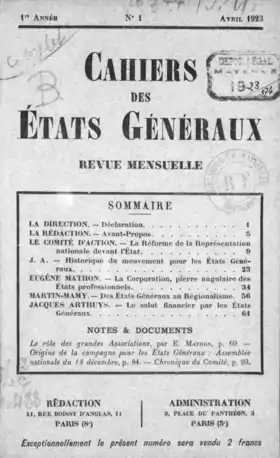 1re ANNÉE
N° 1
AVRIL 1923
CAHIERS
DES
ÉTATS GÉNÉRAUX
REVUE MENSUELLE
SOMMAIRE
LA DIRECTION. — Déclaration. . . . . . . . . . . . . 1
LA RÉDACTION. — Avant-Propos. . . . . . . . . . . . 5
LE COMITÉ D'ACTION. — La Réforme de la Représentation
nationale devant l'État. . . . . . . . . . . . . 9
J. A. — Historique du mouvement pour les États Géné-
raux. . . . . . . . . . . . . . . . . . . . 23
EUGÈNE MATHON. — La Corporation, pierre angulaire des
États professionnels. . . . . . . . . . . . . . 34
MARTIN-MAMY. — Des États Généraux au Régionalisme. 56
JACQUES ARTHUYS. — Le salut financier par les États
Généraux. . . . . . . . . . . . . . . . . . 61
NOTES & DOCUMENTS
Le rôle des grandes Associations, par E. MATHON, p. 69 —
Origines de la campagne pour les États Généraux : Assemblée
nationale du 18 décembre, p. 84. — Chronique du Comité, p. 93.
RÉDACTION
11, RUE BOISSY D'ANGLAS, 11
PARIS (8e)
ADMINISTRATION
3, PLACE DU PANTHÉON, 3
PARIS (5e)
Exceptionnellement le présent numéro sera vendu 2 francs